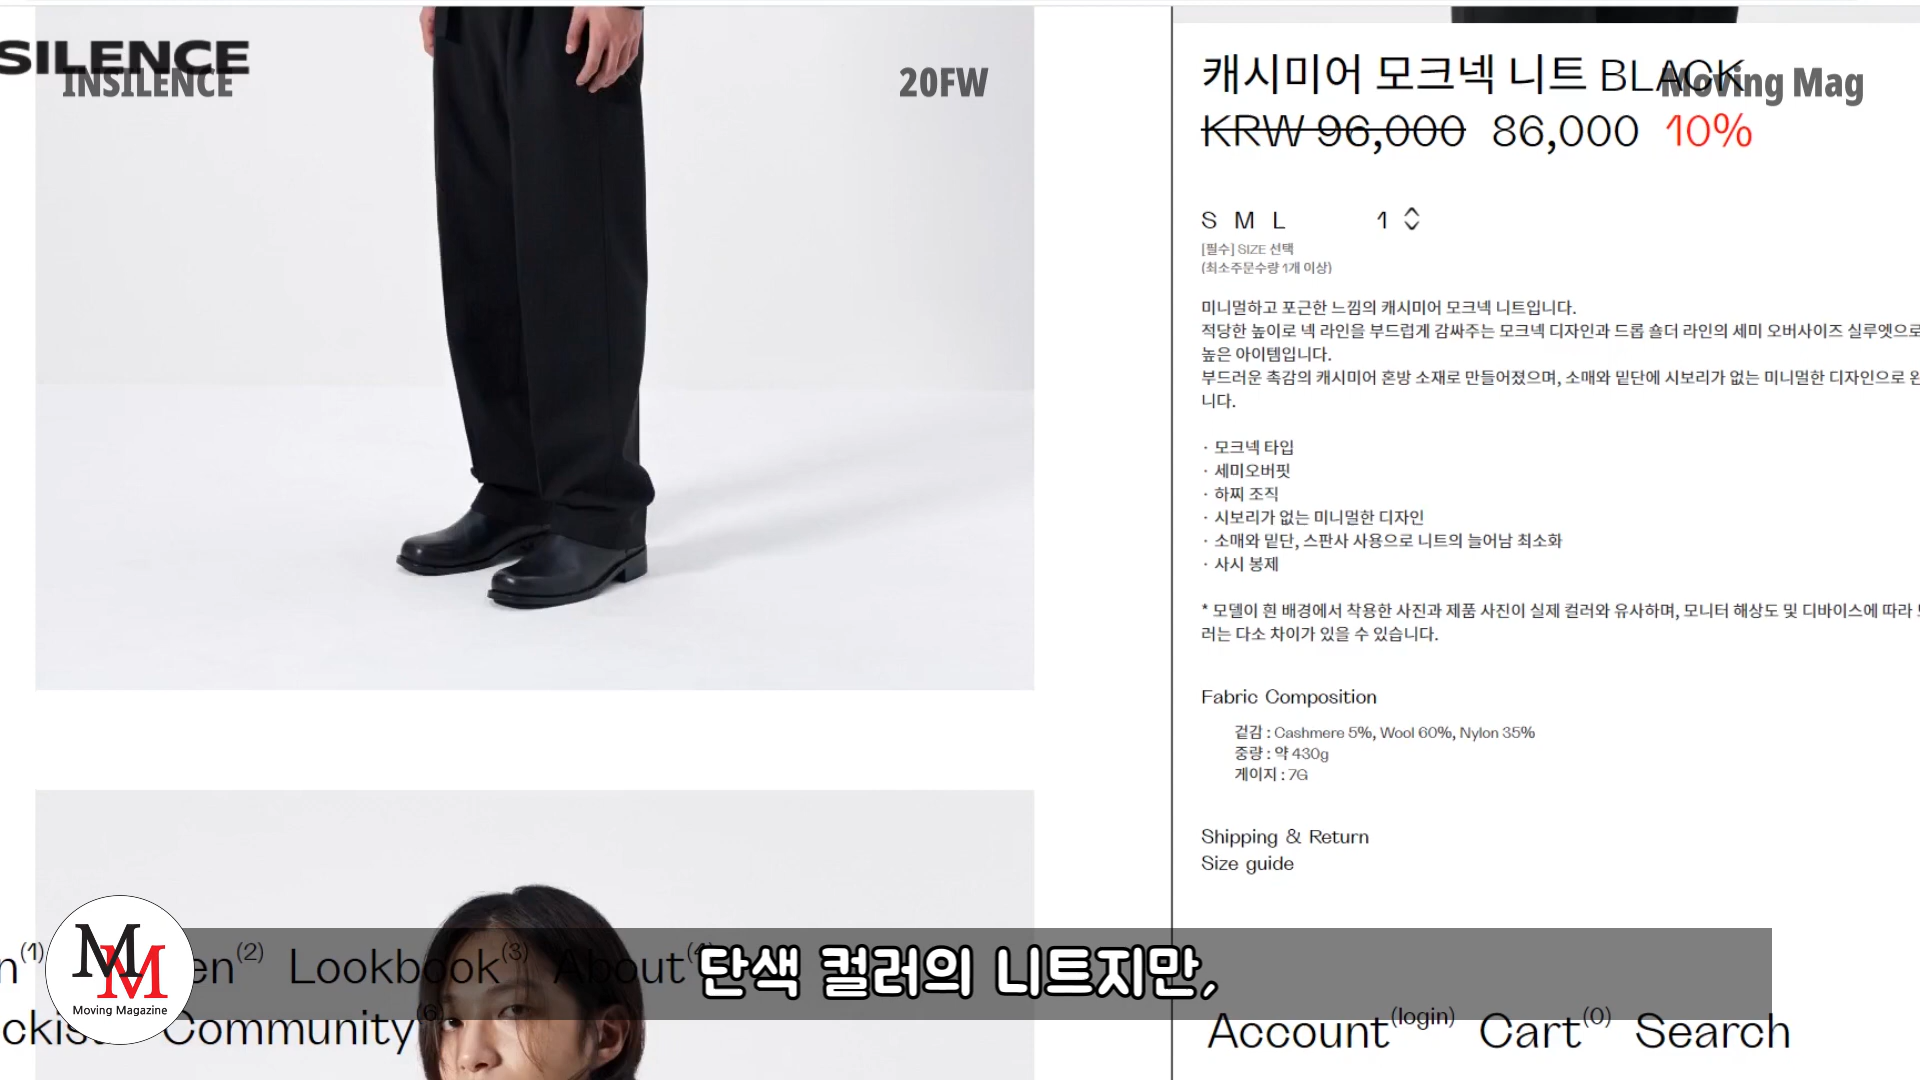 SILENCE
INSILENCE
20FW
Moving Mag
캐시미어 모크넥 니트 BLACK
KRW 96,000 86,000 10%
S M L 1
[필수] SIZE 선택
(최소주문수량 1개 이상)
미니멀하고 포근한 느낌의 캐시미어 모크넥 니트입니다.
적당한 높이로 넥 라인을 부드럽게 감싸주는 모크넥 디자인과 드롭 숄더 라인의 세미 오버사이즈 실루엣으로
높은 아이템입니다.
부드러운 촉감의 캐시미어 혼방 소재로 만들어졌으며, 소매와 밑단에 시보리가 없는 미니멀한 디자인으로
니다.
· 모크넥 타입
· 세미오버핏
· 하찌 조직
· 시보리가 없는 미니멀한 디자인
· 소매와 밑단, 스판사 사용으로 니트의 늘어남 최소화
· 사시 봉제
* 모델이 흰 배경에서 착용한 사진과 제품 사진이 실제 컬러와 유사하며, 모니터 해상도 및 디바이스에 따라
러는 다소 차이가 있을 수 있습니다.
Fabric Composition
겉감 : Cashmere 5%, Wool 60%, Nylon 35%
중량 : 약 430g
게이지 : 7G
Shipping & Return
Size guide
n(1) en(2) Lookbook(3) About(4)
단색 컬러의 니트지만,
MM
Moving Magazine
ckis Community(6)
Account(login) Cart(0) Search